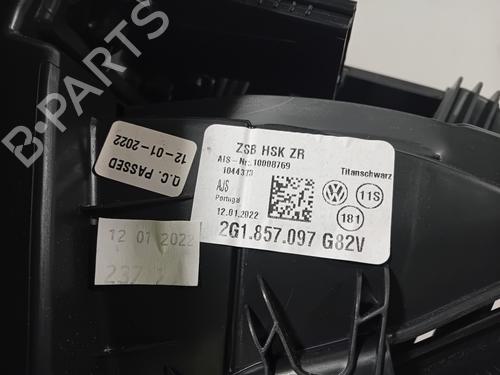 B-PARTS
ZSB HSK ZR
AIS-Nr. 10008769
1044373
Titanschwarz
AJS
Portugal
11S
12.01.2022
181
2G1.857.097 G82V
Q.C. PASSED
12-01-2022
12 01 2022